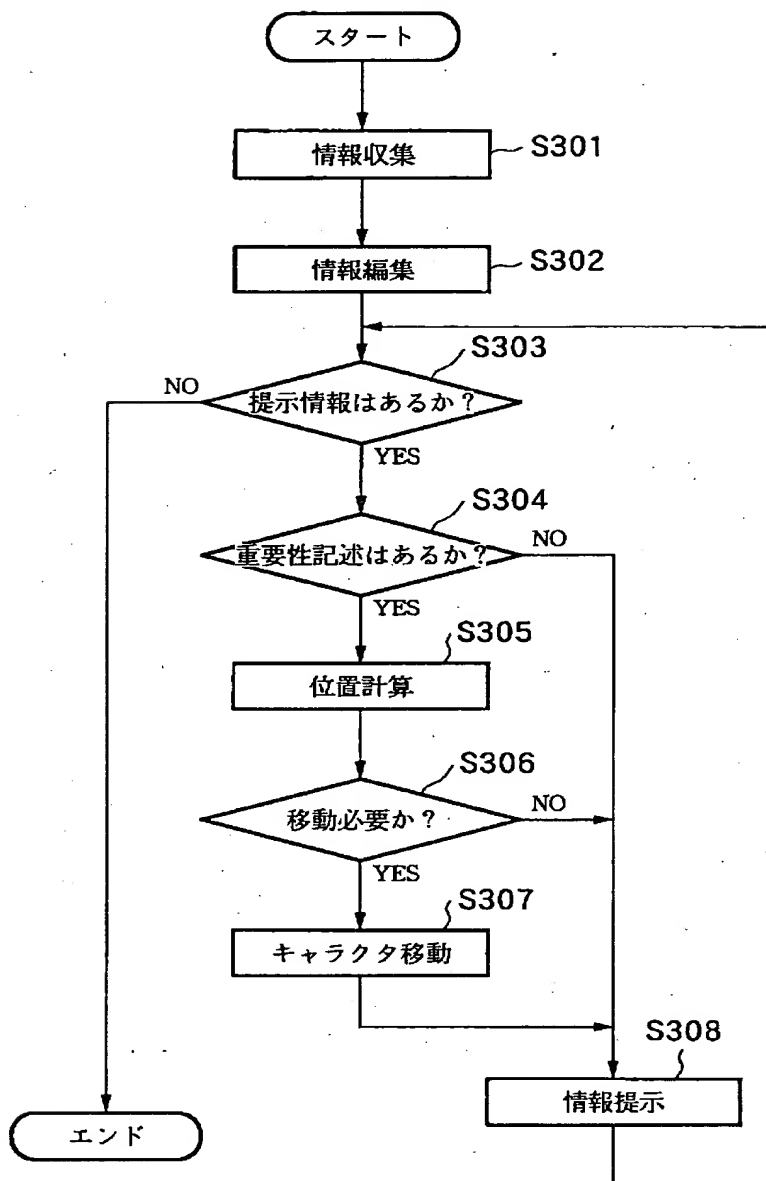 スタート
情報収集
S301
情報編集
S302
S303
NO
提示情報はあるか？
YES
S304
重要性記述はあるか？
NO
YES
S305
位置計算
S306
移動必要か？
NO
YES
S307
キャラクタ移動
S308
情報提示
エンド